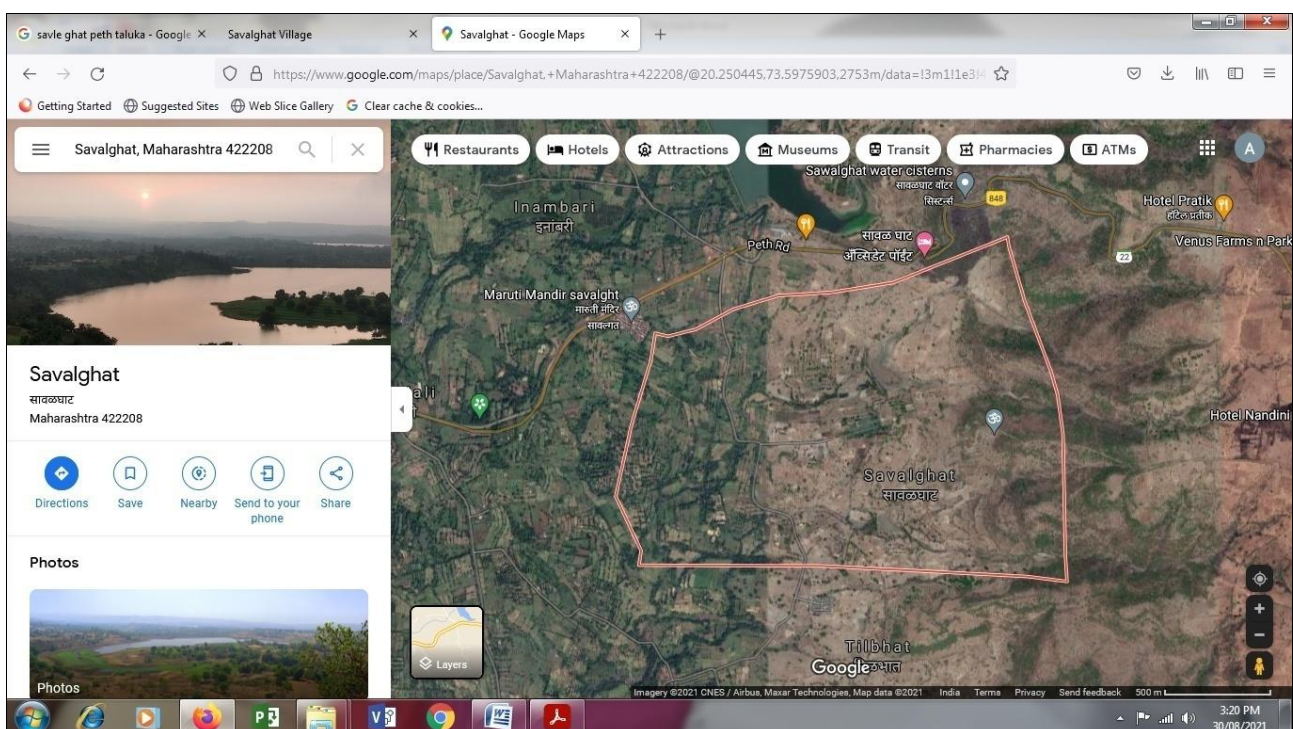 savle ghat peth taluka - Google
Savalghat Village
Savalghat - Google Maps
https://www.google.com/maps/place/Savalghat,+Maharashtra+422208/@20.250445,73.5975903,2753m/data=!3m1!1e3!4
Getting Started
Suggested Sites
Web Slice Gallery
Clear cache & cookies...
Savalghat, Maharashtra 422208
Restaurants
Hotels
Attractions
Museums
Transit
Pharmacies
ATMs
A
Sawalghat water cisterns
सावळघाट वॉटर
सिस्टर्न्स
848
Hotel Pratik
हॉटेल प्रतीक
Inambari
इनांबरी
Peth Rd
सावळ घाट
ॲक्सिडेंट पॉईंट
Venus Farms n Park
22
Maruti Mandir savalght
मारुती मंदिर
सावल्गत
ali
Hotel Nandini
Savalghat
सावळघाट
Savalghat
सावळघाट
Maharashtra 422208
Directions
Save
Nearby
Send to your
phone
Share
Photos
Photos
Layers
Tilbhat
Google
Imagery ©2021 CNES / Airbus, Maxar Technologies, Map data ©2021
India
Terms
Privacy
Send feedback
500 m
3:20 PM
30/08/2021